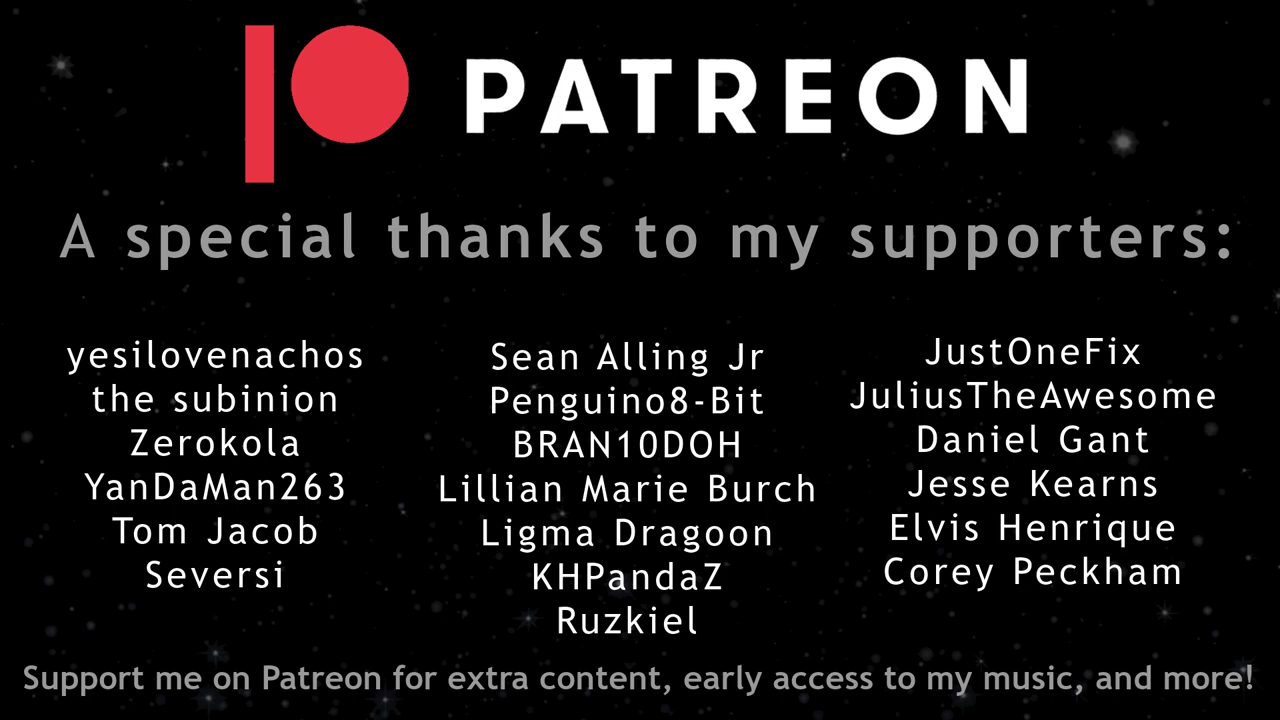 PATREON
A special thanks to my supporters:
yesilovenachos
the subinion
Zerokola
YanDaMan263
Tom Jacob
Seversi
Sean Alling Jr
Penguino8-Bit
BRAN10DOH
Lillian Marie Burch
Ligma Dragoon
KHPandaZ
Ruzkiel
JustOneFix
JuliusTheAwesome
Daniel Gant
Jesse Kearns
Elvis Henrique
Corey Peckham
Support me on Patreon for extra content, early access to my music, and more!